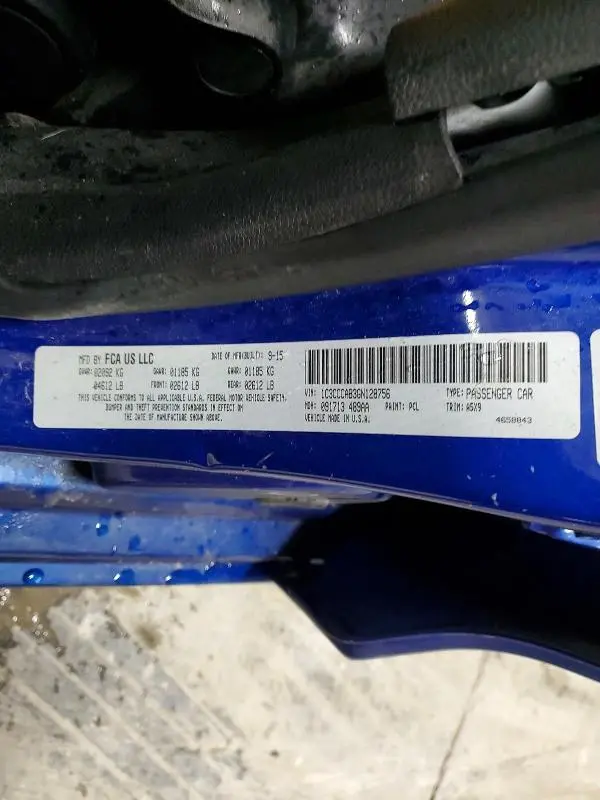 MFD BY FCA US LLC DATE OF MFR(BUILT): 9-15
GVWR: 02092 KG GAWR: 01185 KG GAWR: 01185 KG
04612 LB FRONT: 02612 LB REAR: 02612 LB
THIS VEHICLE CONFORMS TO ALL APPLICABLE U.S.A. FEDERAL MOTOR VEHICLE SAFETY,
BUMPER AND THEFT PREVENTION STANDARDS IN EFFECT ON
THE DATE OF MANUFACTURE SHOWN ABOVE.
VIN: 1C3CCCAB3GN128756 TYPE: PASSENGER CAR
MDH: 091713 489AA PAINT: PCL TRIM: A5X9
VEHICLE MADE IN U.S.A. 4658843